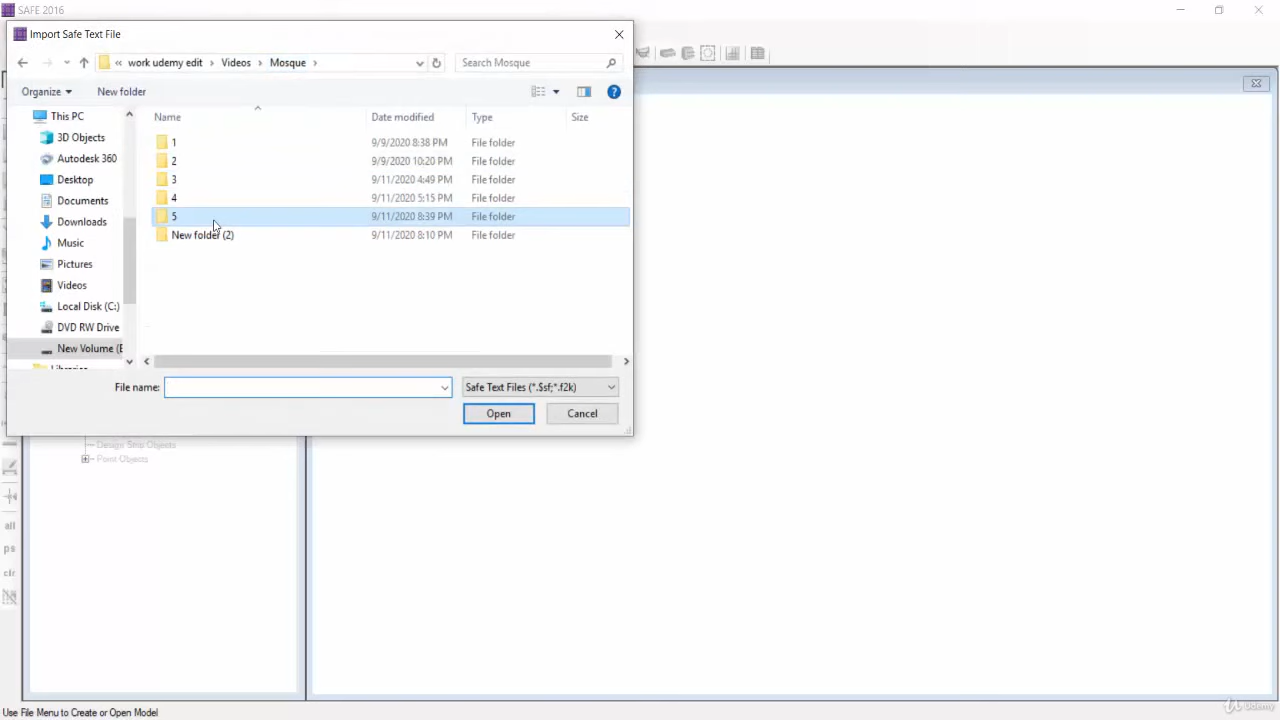 SAFE 2016
Import Safe Text File
« work udemy edit › Videos › Mosque ›
Search Mosque
Organize
New folder
Name
Date modified
Type
Size
This PC
3D Objects
Autodesk 360
Desktop
Documents
Downloads
Music
Pictures
Videos
Local Disk (C:)
DVD RW Drive
New Volume (E
Libraries
1 9/9/2020 8:38 PM File folder
2 9/9/2020 10:20 PM File folder
3 9/11/2020 4:49 PM File folder
4 9/11/2020 5:15 PM File folder
5 9/11/2020 8:39 PM File folder
New folder (2) 9/11/2020 8:10 PM File folder
File name:
Safe Text Files (*.$sf;*.f2k)
Open
Cancel
Design Strip Objects
Point Objects
all
ps
clr
Use File Menu to Create or Open Model
Udemy